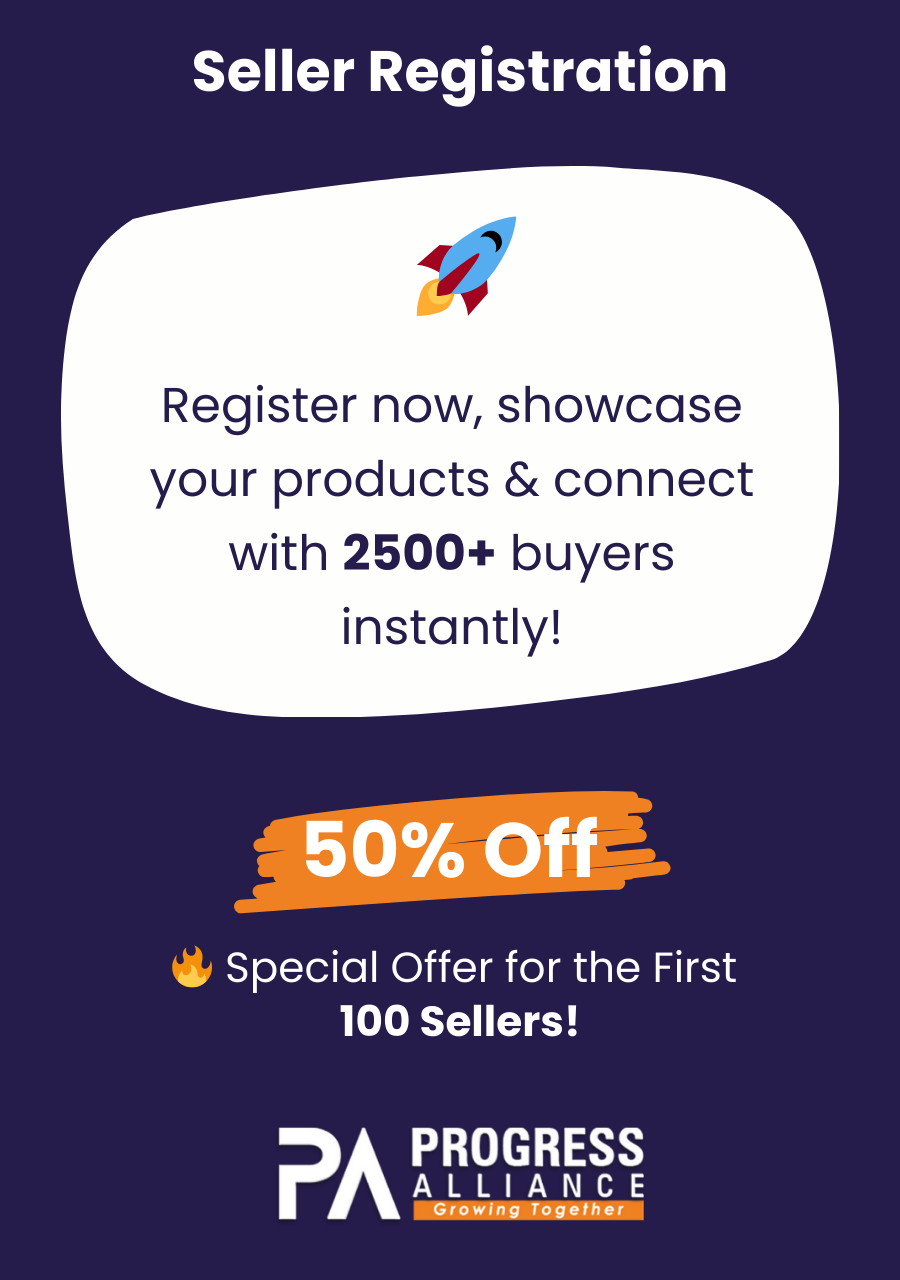 Seller Registration
🚀
Register now, showcase
your products & connect
with 2500+ buyers
instantly!
50% Off
🔥 Special Offer for the First
100 Sellers!
PA PROGRESS
ALLIANCE
Growing Together